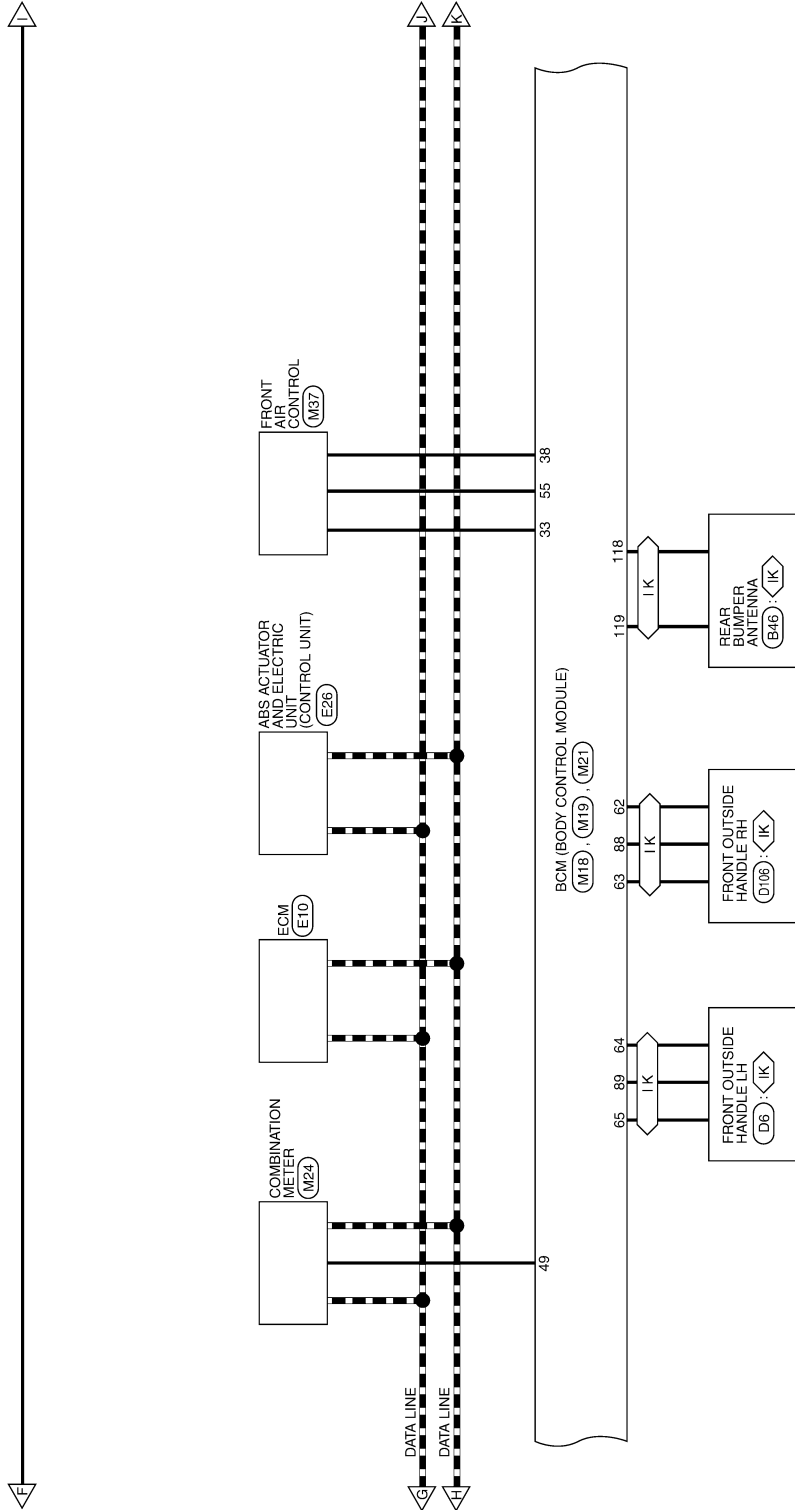 F
I
COMBINATION
METER
M24
ECM
E10
ABS ACTUATOR
AND ELECTRIC
UNIT
(CONTROL UNIT)
E26
FRONT
AIR
CONTROL
M37
G
DATA LINE
J
H
DATA LINE
K
49
33
55
38
BCM (BODY CONTROL MODULE)
M18 , M19 , M21
65
89
64
IK
63
88
62
IK
119
118
IK
FRONT OUTSIDE
HANDLE LH
D6 : IK
FRONT OUTSIDE
HANDLE RH
D106 : IK
REAR
BUMPER
ANTENNA
B46 : IK